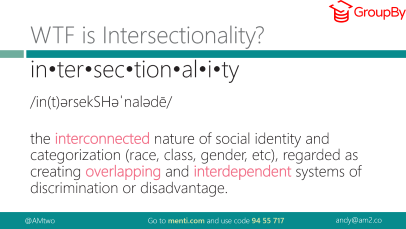 GroupBy
WTF is Intersectionality?
in•ter•sec•tion•al•i•ty
/in(t)ərsekSHəˈnalədē/
the interconnected nature of social identity and
categorization (race, class, gender, etc), regarded as
creating overlapping and interdependent systems of
discrimination or disadvantage.
@AMtwo
Go to menti.com and use code 94 55 717
andy@am2.co